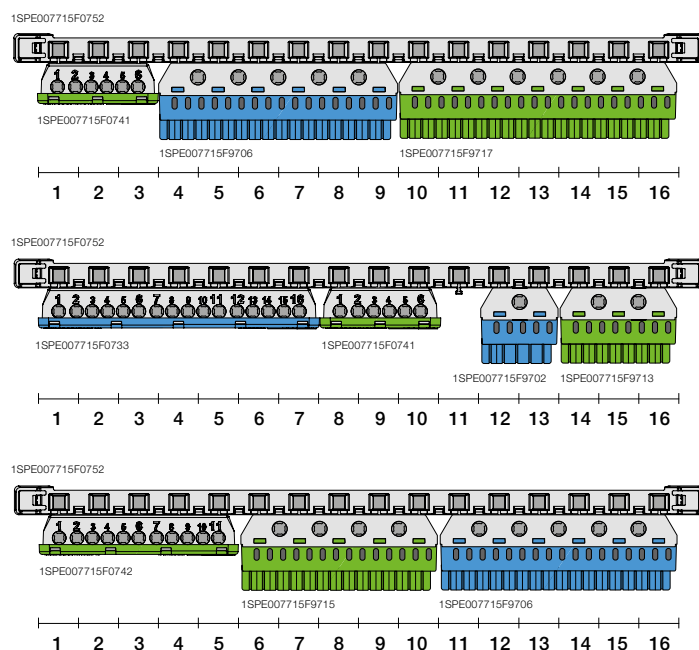 1SPE007715F0752
1 2 3 4 5 6
1SPE007715F0741
1SPE007715F9706
1SPE007715F9717
1 2 3 4 5 6 7 8 9 10 11 12 13 14 15 16
1SPE007715F0752
1 2 3 4 5 6 7 8 9 10 11 12 13 14 15 16
1 2 3 4 5 6
1SPE007715F0733
1SPE007715F0741
1SPE007715F9702
1SPE007715F9713
1 2 3 4 5 6 7 8 9 10 11 12 13 14 15 16
1SPE007715F0752
1 2 3 4 5 6 7 8 9 10 11
1SPE007715F0742
1SPE007715F9715
1SPE007715F9706
1 2 3 4 5 6 7 8 9 10 11 12 13 14 15 16